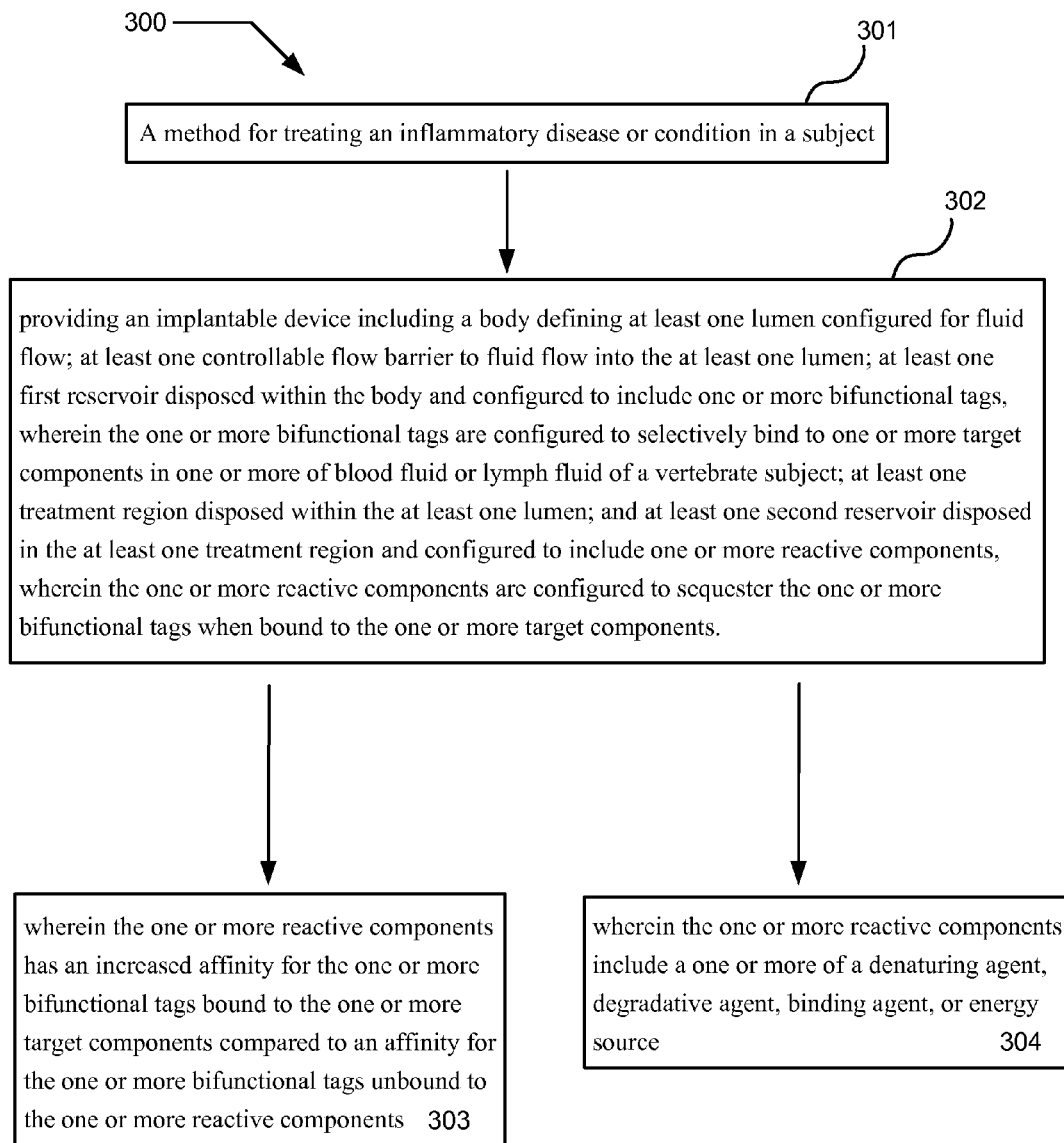 300
301
A method for treating an inflammatory disease or condition in a subject
302
providing an implantable device including a body defining at least one lumen configured for fluid
flow; at least one controllable flow barrier to fluid flow into the at least one lumen; at least one
first reservoir disposed within the body and configured to include one or more bifunctional tags,
wherein the one or more bifunctional tags are configured to selectively bind to one or more target
components in one or more of blood fluid or lymph fluid of a vertebrate subject; at least one
treatment region disposed within the at least one lumen; and at least one second reservoir disposed
in the at least one treatment region and configured to include one or more reactive components,
wherein the one or more reactive components are configured to sequester the one or more
bifunctional tags when bound to the one or more target components.
wherein the one or more reactive components
has an increased affinity for the one or more
bifunctional tags bound to the one or more
target components compared to an affinity for
the one or more bifunctional tags unbound to
the one or more reactive components 303
wherein the one or more reactive components
include a one or more of a denaturing agent,
degradative agent, binding agent, or energy
source 304